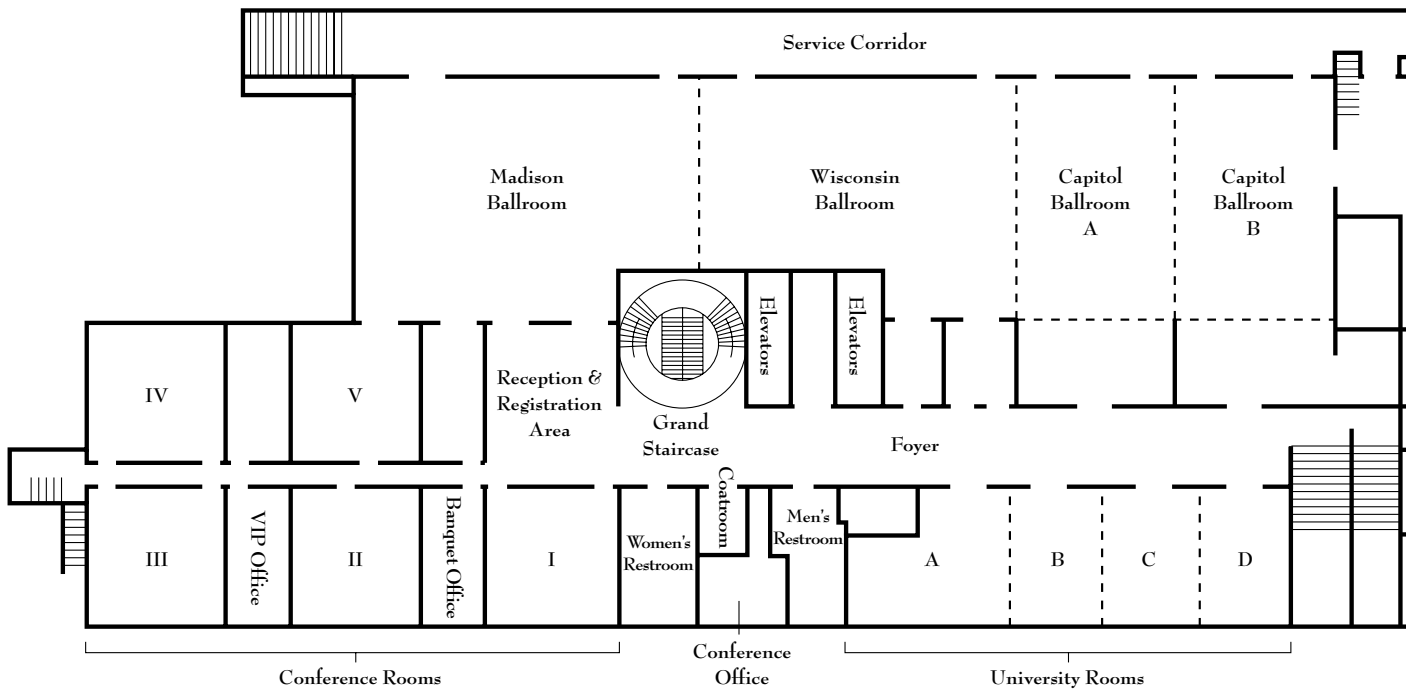 Service Corridor
Madison
Ballroom
Wisconsin
Ballroom
Capitol
Ballroom
A
Capitol
Ballroom
B
Elevators
Elevators
IV
V
Reception &
Registration
Area
Grand
Staircase
Foyer
III
VIP Office
II
Banquet Office
I
Women's
Restroom
Coatroom
Men's
Restroom
A
B
C
D
Conference Rooms
Conference
Office
University Rooms